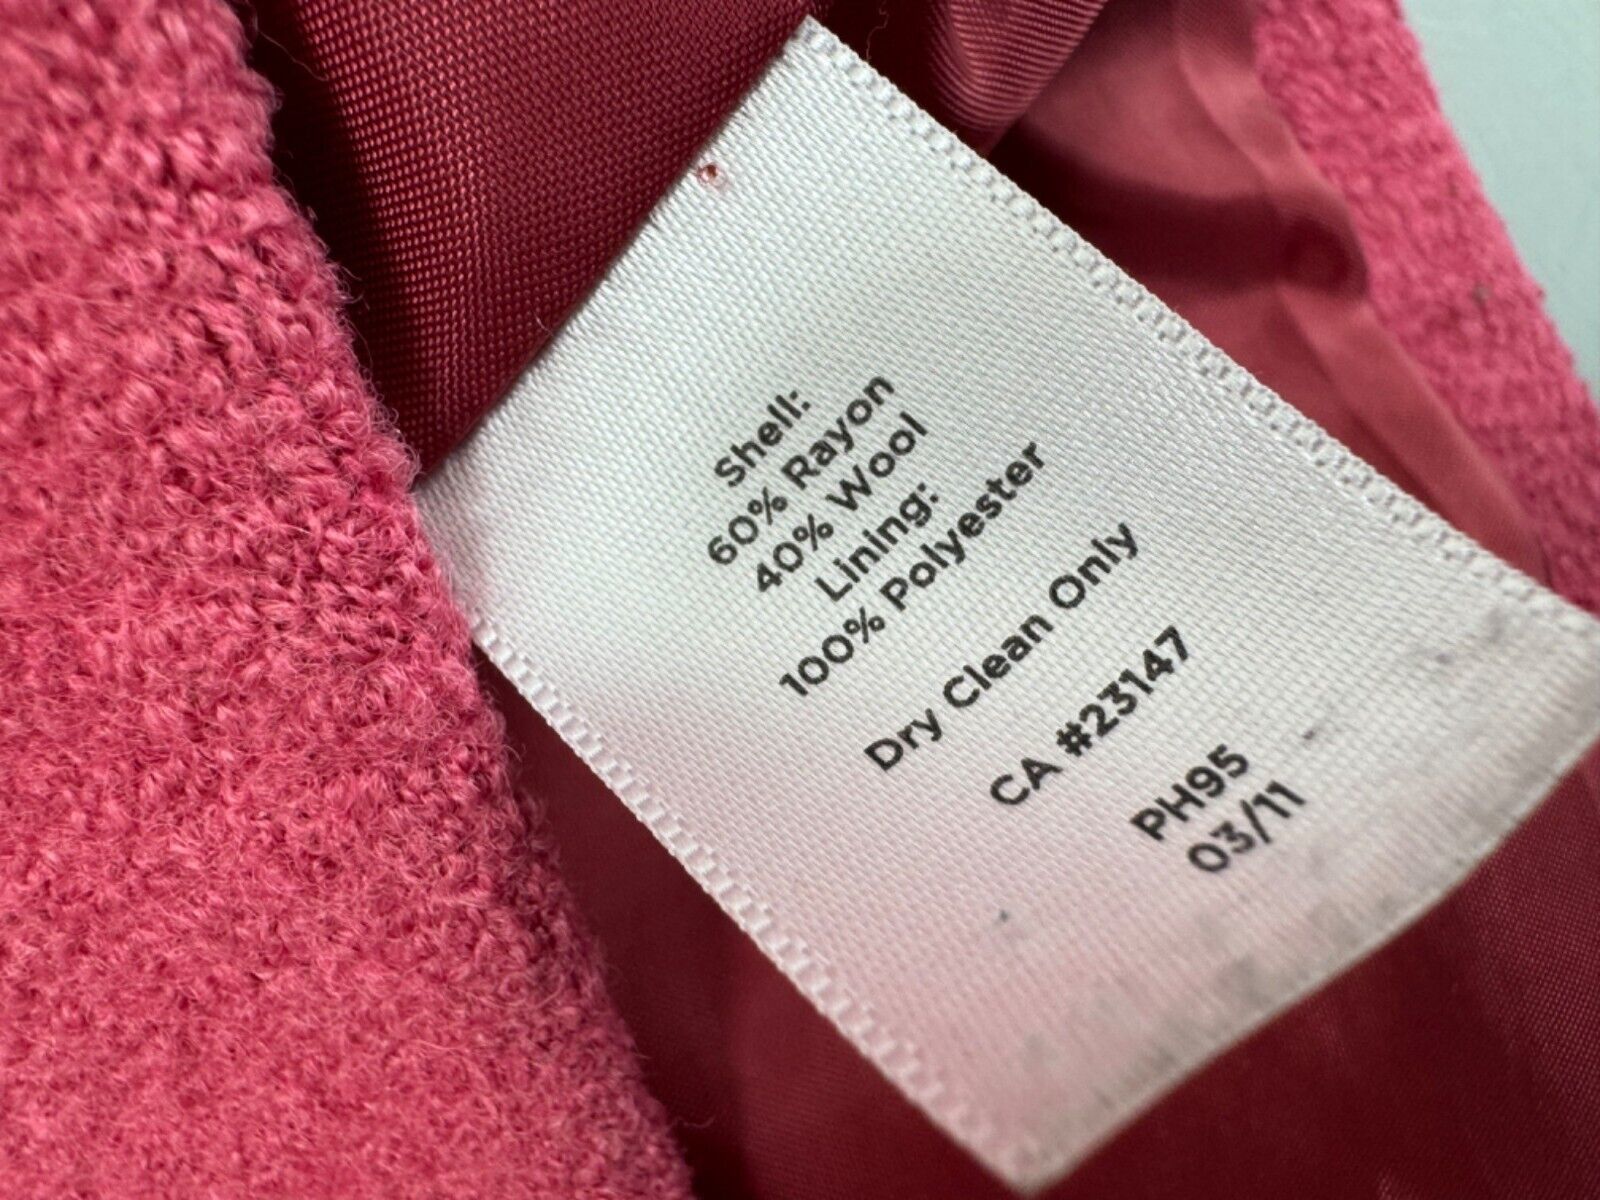 Shell:
60% Rayon
40% Wool
Lining:
100% Polyester
Dry Clean Only
CA #23147
PH95
03/11